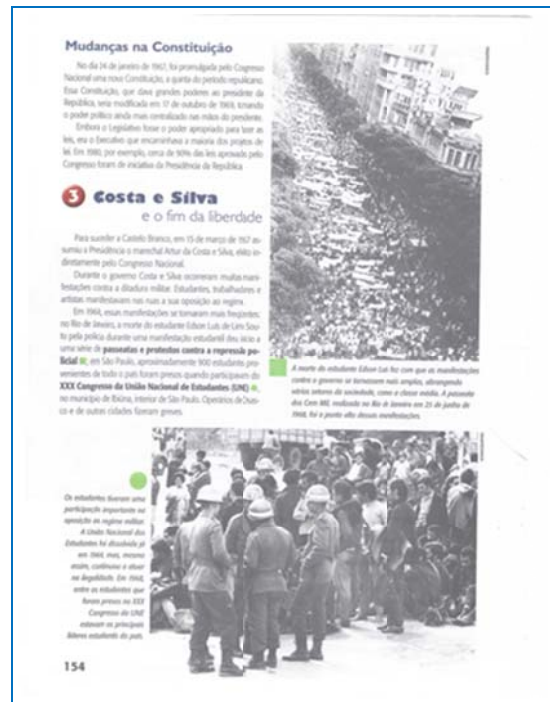 Mudanças na Constituição
No dia 24 de janeiro de 1967, foi promulgada pelo Congresso
Nacional uma nova Constituição, a quinta do período republicano.
Essa Constituição, que dava grandes poderes ao presidente da
República, seria modificada em 17 de outubro de 1969, tornando
o poder político ainda mais centralizado nas mãos do presidente.
Embora o Legislativo fosse o poder apropriado para fazer as
leis, era o Executivo que encaminhava a maioria dos projetos de
lei. Em 1980, por exemplo, cerca de 90% das leis aprovads pelo
Congresso foram de iniciativa da Presidência da República
3 Costa e Silva
e o fim da liberdade
Para suceder a Castelo Branco, em 15 de março de 167 as-
sumiu a Presidência o marechal Artur da Costa e Silva, eleito in-
diretamente pelo Congresso Nacional.
Durante o governo Costa e Silva ocorreram muitas mani-
festações contra a ditadura militar. Estudantes, trabalhadores e
artistas manifestavam nas ruas a sua oposição ao regime.
Em 1968, essas manifestações se tornaram mais freqüentes:
no Rio de Janeiro, a morte do estudante Edson Luís de Lim Sou-
to pela polícia durante uma manifestação estudantil deu início a
uma série de passeatas e protestos contra a repressão po-
licial; em São Paulo, aproximadamente 900 estudantes pro-
venientes de todo o país foram presos quando participavam do
XXX Congresso da União Nacional de Estudantes (UNE),
no município de Ibiúna, interior de São Paulo. Operários de Osas-
co e de outras cidades fizeram greves.
A morte do estudante Edson Luís fez com que as manifestações
contra o governo se tornassem mais amplas, abrangendo
vários setores da sociedade, como a classe média. A passeata
dos Cem Mil, realizada no Rio de Janeiro em 25 de junho de
1968, foi o ponto alto dessas manifestações.
Os estudantes tiveram uma
participação importante na
oposição ao regime militar.
A União Nacional dos
Estudantes foi dissolvida já
em 1964, mas, mesmo
assim, continuou a atuar
na ilegalidade. Em 1968,
entre os estudantes que
foram presos no XXX
Congresso da UNE
estavam os principais
líderes estudantis do país.
154